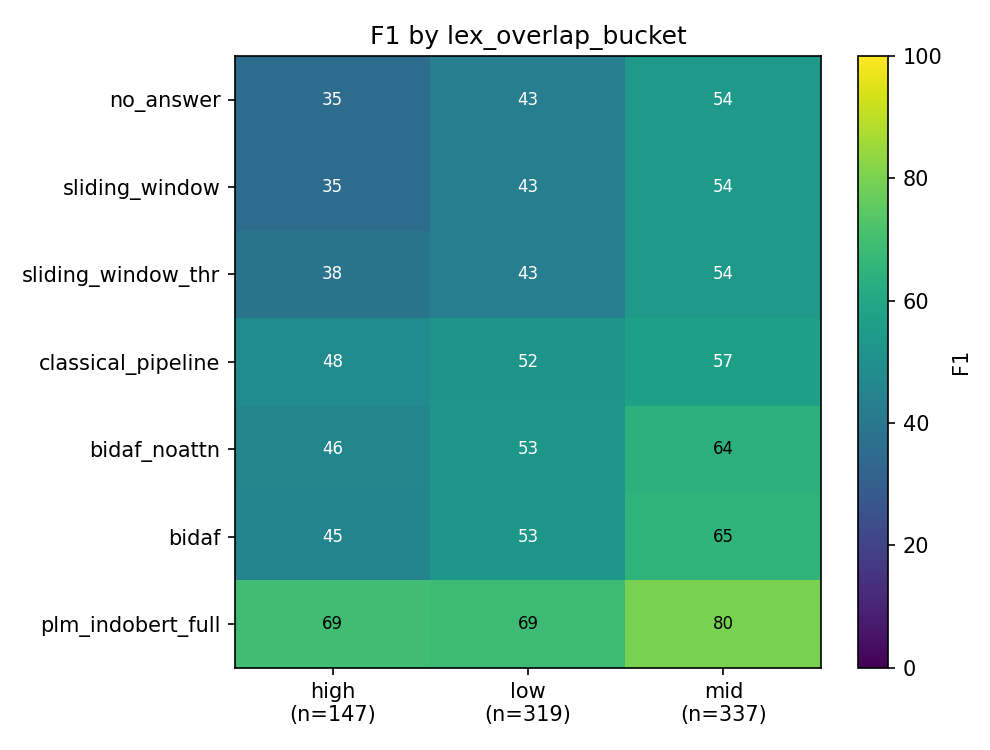 F1 by lex_overlap_bucket
no_answer 35 43 54
sliding_window 35 43 54
sliding_window_thr 38 43 54
classical_pipeline 48 52 57
bidaf_noattn 46 53 64
bidaf 45 53 65
plm_indobert_full 69 69 80
high low mid
(n=147) (n=319) (n=337)
100
80
60
40
20
0
F1